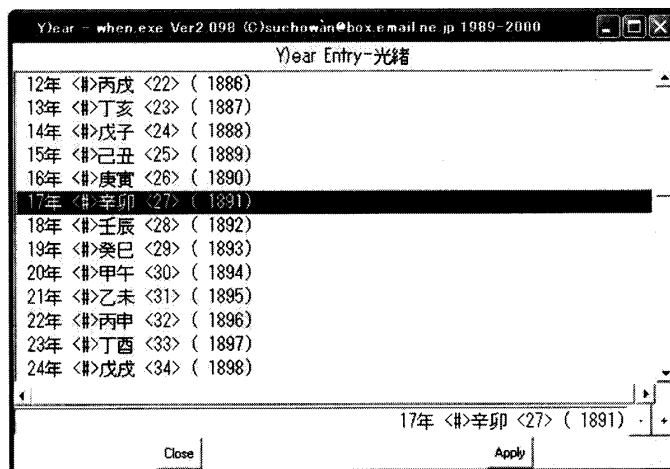 Y)ear - when.exe Ver2.098 (C)suchowan@box.email.ne.jp 1989-2000
Y)ear Entry-光緒
12年 <#>丙戌 <22> ( 1886)
13年 <#>丁亥 <23> ( 1887)
14年 <#>戊子 <24> ( 1888)
15年 <#>己丑 <25> ( 1889)
16年 <#>庚寅 <26> ( 1890)
17年 <#>辛卯 <27> ( 1891)
18年 <#>壬辰 <28> ( 1892)
19年 <#>癸巳 <29> ( 1893)
20年 <#>甲午 <30> ( 1894)
21年 <#>乙未 <31> ( 1895)
22年 <#>丙申 <32> ( 1896)
23年 <#>丁酉 <33> ( 1897)
24年 <#>戊戌 <34> ( 1898)
17年 <#>辛卯 <27> ( 1891) - +
Close Apply